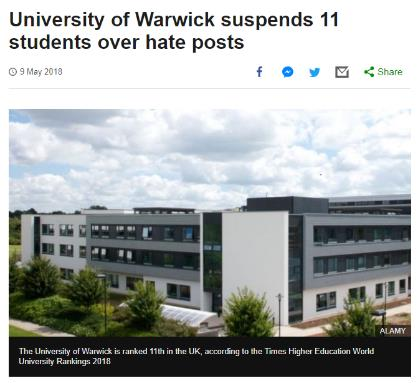 University of Warwick suspends 11
students over hate posts
9 May 2018
Share
ALAMY
The University of Warwick is ranked 11th in the UK, according to the Times Higher Education World
University Rankings 2018